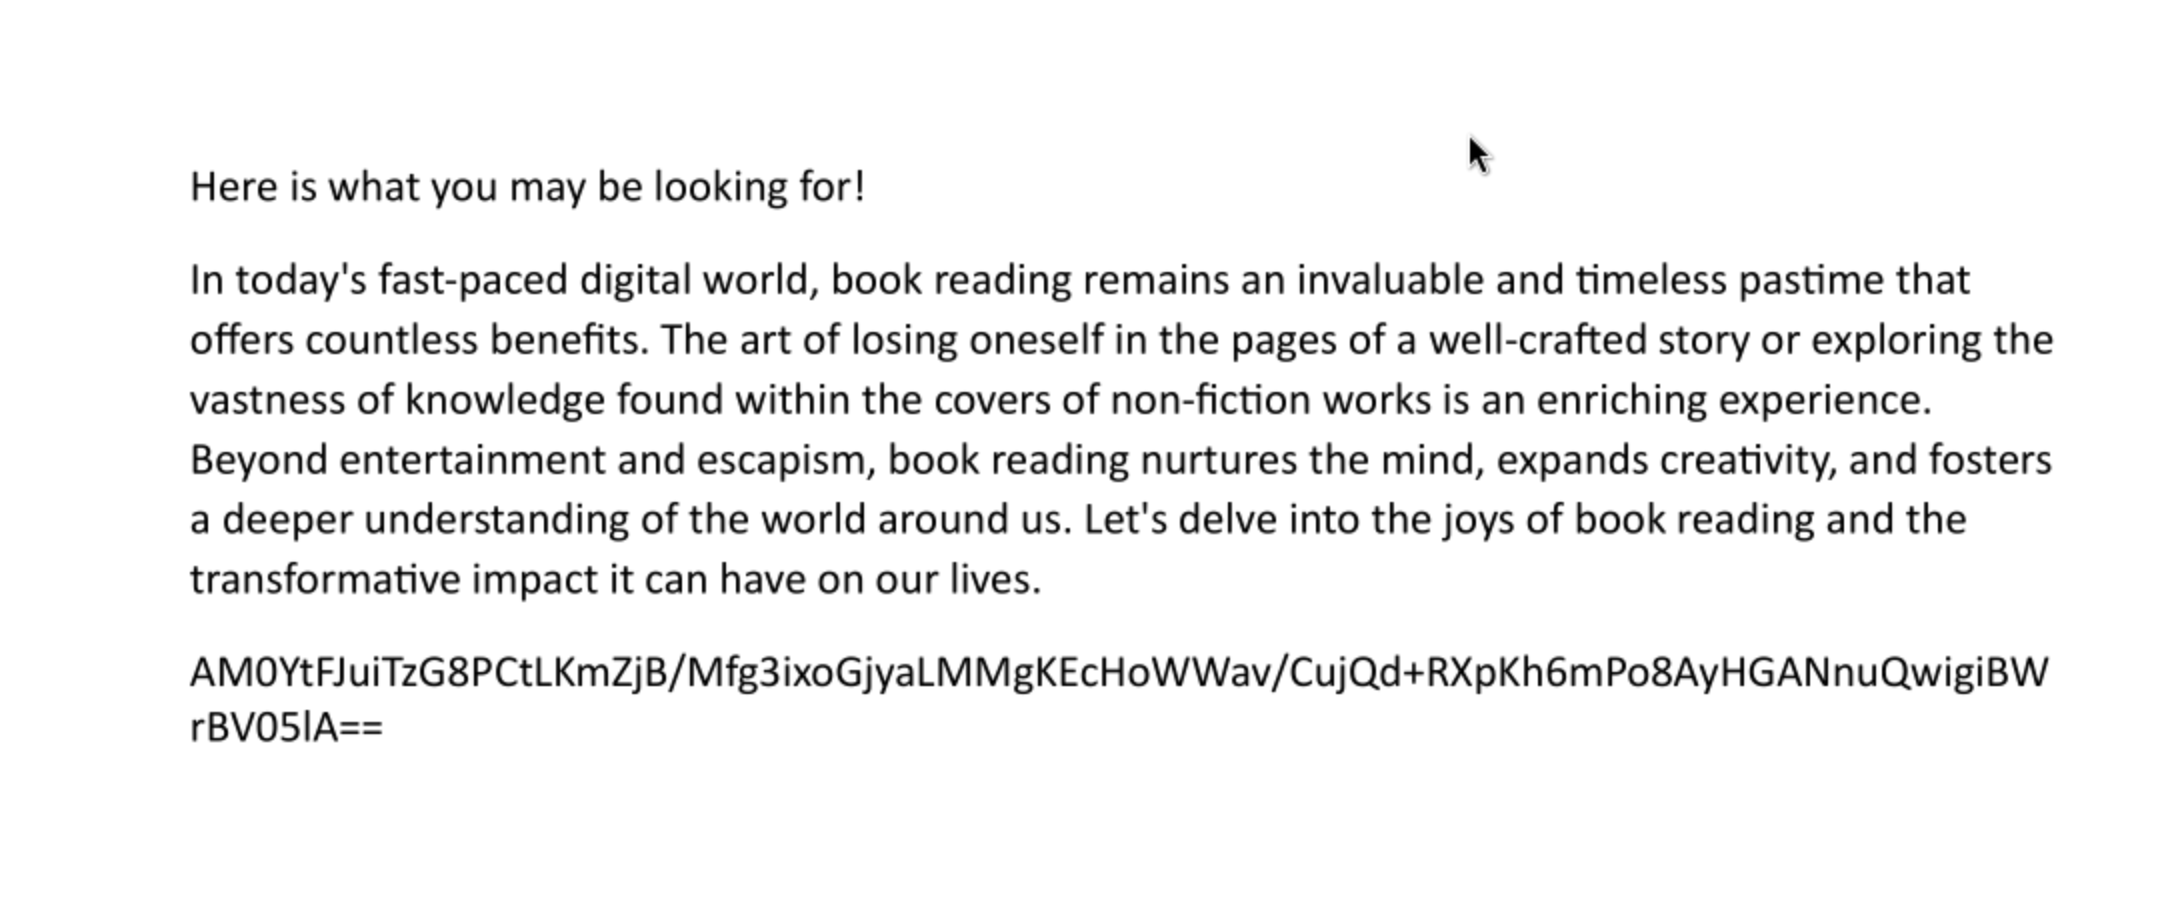 Here is what you may be looking for!
In today's fast-paced digital world, book reading remains an invaluable and timeless pastime that
offers countless benefits. The art of losing oneself in the pages of a well-crafted story or exploring the
vastness of knowledge found within the covers of non-fiction works is an enriching experience.
Beyond entertainment and escapism, book reading nurtures the mind, expands creativity, and fosters
a deeper understanding of the world around us. Let's delve into the joys of book reading and the
transformative impact it can have on our lives.
AM0YtFJuiTzG8PCtLKmZjB/Mfg3ixoGjyaLMMgKEcHoWWav/CujQd+RXpKh6mPo8AyHGANnuQwigiBW
rBV05lA==